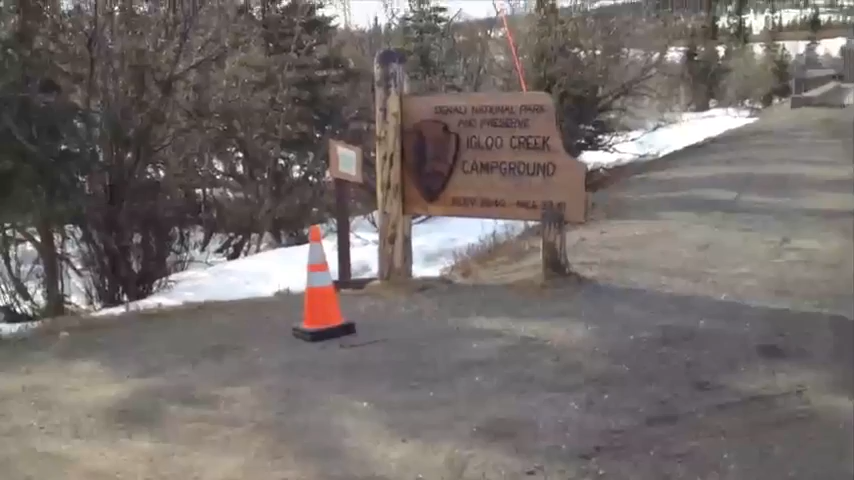 DENALI NATIONAL PARK
AND PRESERVE
IGLOO CREEK
CAMPGROUND